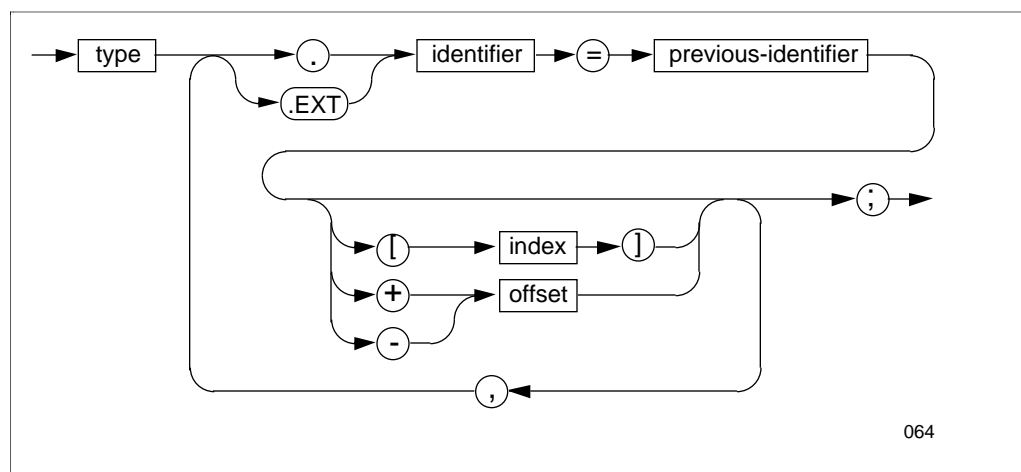 type . identifier = previous-identifier
.EXT
[ index ]
;
+ offset
-
,
064